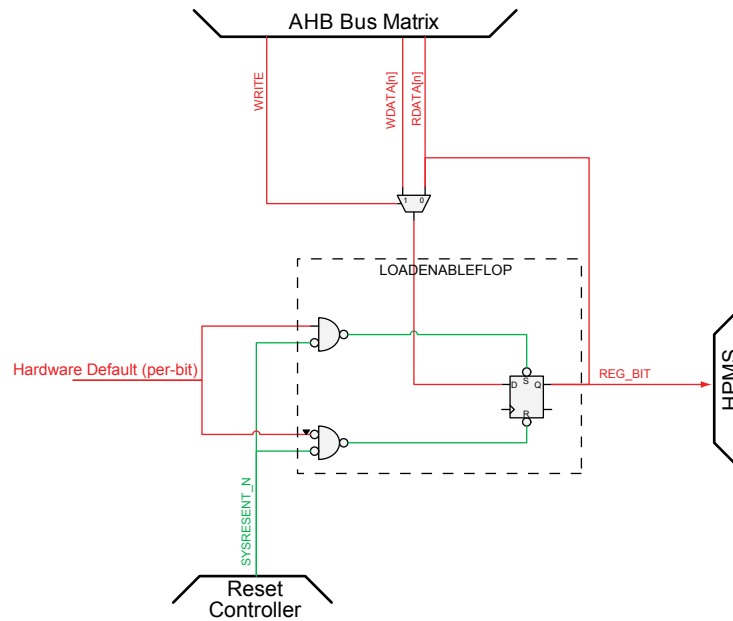 AHB Bus Matrix
WRITE
WDATA[n]
RDATA[n]
1 0
LOADENABLEFLOP
Hardware Default (per-bit)
S
D Q
R
REG_BIT
HPMS
SYSRESENT_N
Reset
Controller